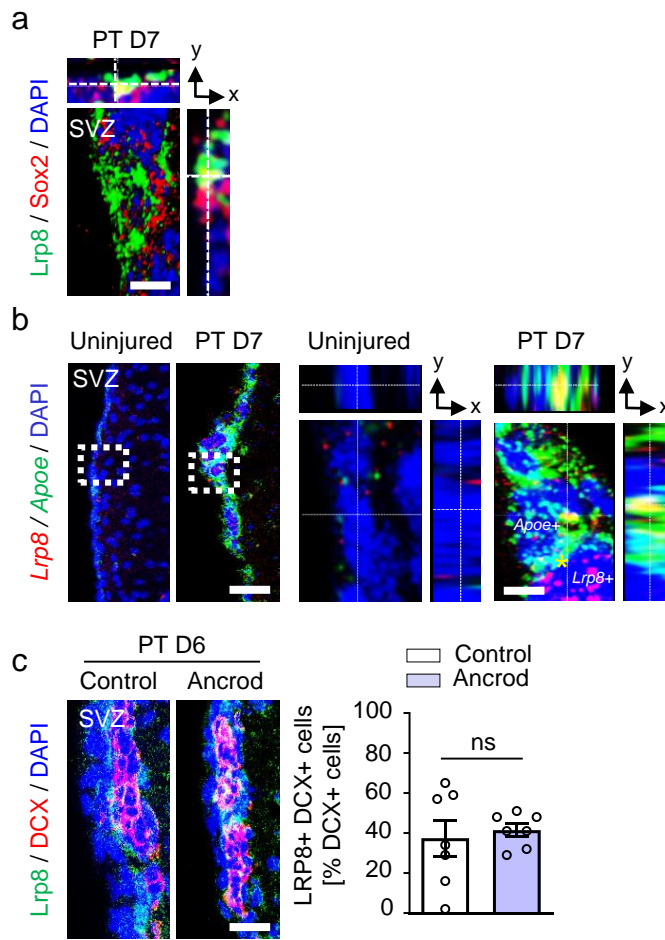 a
PT D7
y
x
Lrp8 / Sox2 / DAPI
SVZ
b
Uninjured
PT D7
Uninjured
PT D7
y
x
y
x
Lrp8 / Apoe / DAPI
SVZ
Apoe+
*
Lrp8+
c
PT D6
Control
Ancrod
Lrp8 / DCX / DAPI
SVZ
Control
Ancrod
LRP8+ DCX+ cells
[% DCX+ cells]
100
80
60
40
20
0
ns